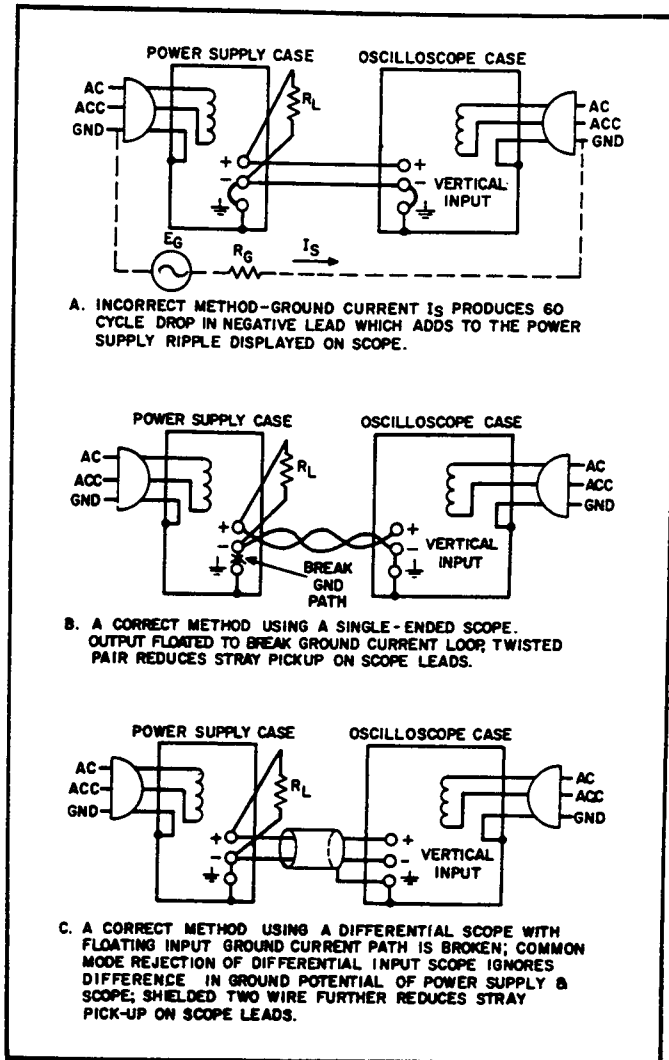 POWER SUPPLY CASE
OSCILLOSCOPE CASE
AC
ACC
GND
RL
+
-
+
-
VERTICAL
INPUT
AC
ACC
GND
EG
RG
IS
A. INCORRECT METHOD-GROUND CURRENT IS PRODUCES 60
CYCLE DROP IN NEGATIVE LEAD WHICH ADDS TO THE POWER
SUPPLY RIPPLE DISPLAYED ON SCOPE.
POWER SUPPLY CASE
OSCILLOSCOPE CASE
AC
ACC
GND
RL
+
-
BREAK
GND
PATH
+
-
VERTICAL
INPUT
AC
ACC
GND
B. A CORRECT METHOD USING A SINGLE-ENDED SCOPE.
OUTPUT FLOATED TO BREAK GROUND CURRENT LOOP, TWISTED
PAIR REDUCES STRAY PICKUP ON SCOPE LEADS.
POWER SUPPLY CASE
OSCILLOSCOPE CASE
AC
ACC
GND
RL
+
-
+
-
VERTICAL
INPUT
AC
ACC
GND
C. A CORRECT METHOD USING A DIFFERENTIAL SCOPE WITH
FLOATING INPUT GROUND CURRENT PATH IS BROKEN; COMMON
MODE REJECTION OF DIFFERENTIAL INPUT SCOPE IGNORES
DIFFERENCE IN GROUND POTENTIAL OF POWER SUPPLY &
SCOPE; SHIELDED TWO WIRE FURTHER REDUCES STRAY
PICK-UP ON SCOPE LEADS.